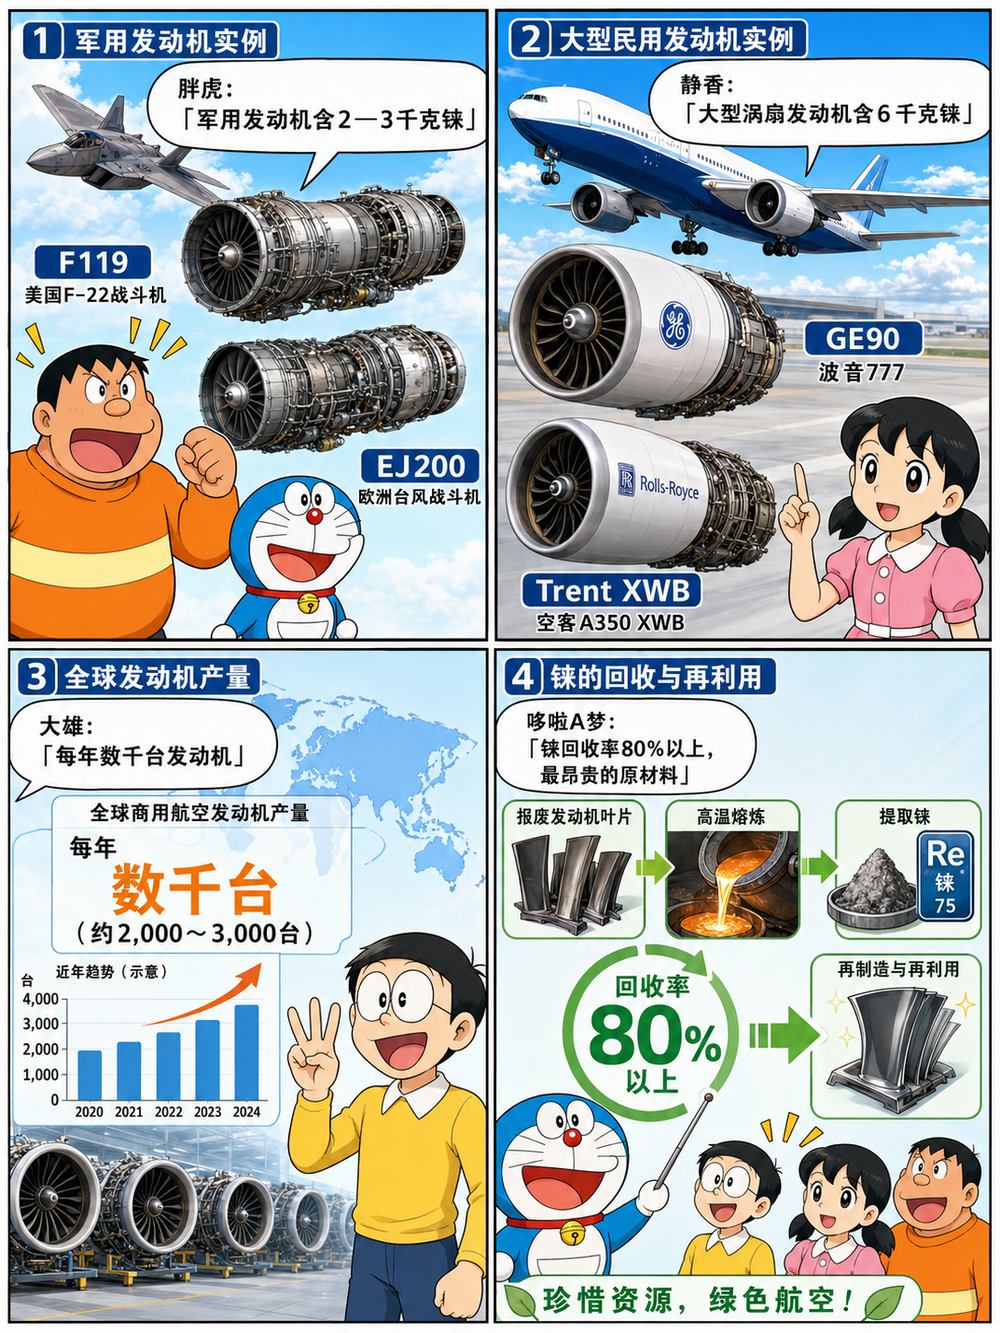 1 军用发动机实例
胖虎：
「军用发动机含2—3千克铼」
F119
美国F-22战斗机
EJ200
欧洲台风战斗机
2 大型民用发动机实例
静香：
「大型涡扇发动机含6千克铼」
GE
GE90
波音777
RR
Rolls-Royce
Trent XWB
空客A350 XWB
3 全球发动机产量
大雄：
「每年数千台发动机」
全球商用航空发动机产量
每年
数千台
（约2,000～3,000台）
台
近年趋势（示意）
4,000
3,000
2,000
1,000
0
2020 2021 2022 2023 2024
4 铼的回收与再利用
哆啦A梦：
「铼回收率80%以上，
最昂贵的原材料」
报废发动机叶片
高温熔炼
提取铼
Re
铼
75
回收率
80%
以上
再制造与再利用
珍惜资源，绿色航空！